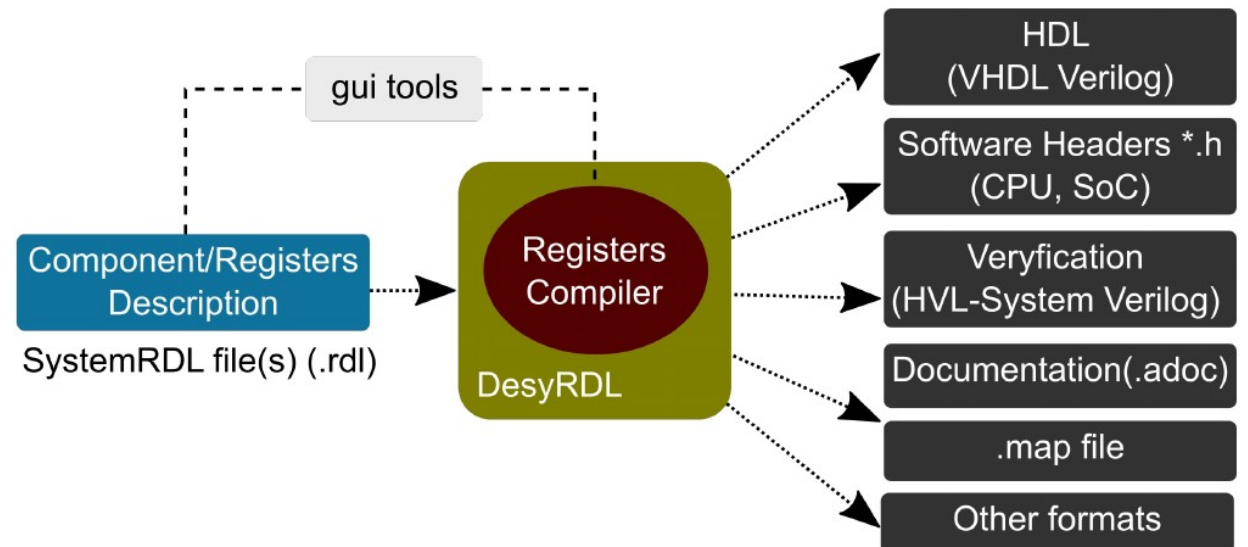 gui tools
Component/Registers
Description
SystemRDL file(s) (.rdl)
Registers
Compiler
DesyRDL
HDL
(VHDL Verilog)
Software Headers *.h
(CPU, SoC)
Veryfication
(HVL-System Verilog)
Documentation(.adoc)
.map file
Other formats